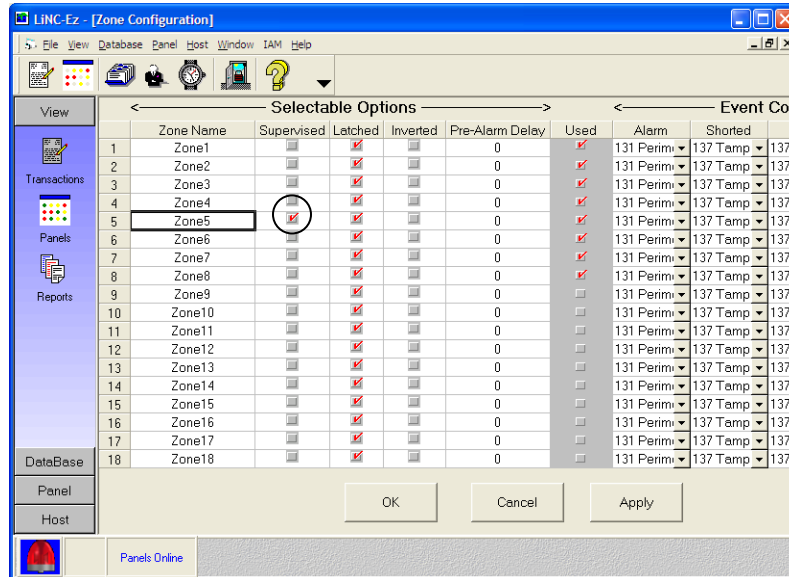 LiNC-Ez - [Zone Configuration]
File View Database Panel Host Window IAM Help
View
Transactions
Panels
Reports
DataBase
Panel
Host
<— Selectable Options —> <— Event Co
Zone Name Supervised Latched Inverted Pre-Alarm Delay Used Alarm Shorted
1 Zone1 0 131 Perim 137 Tamp 137
2 Zone2 0 131 Perim 137 Tamp 137
3 Zone3 0 131 Perim 137 Tamp 137
4 Zone4 0 131 Perim 137 Tamp 137
5 Zone5 0 131 Perim 137 Tamp 137
6 Zone6 0 131 Perim 137 Tamp 137
7 Zone7 0 131 Perim 137 Tamp 137
8 Zone8 0 131 Perim 137 Tamp 137
9 Zone9 0 131 Perim 137 Tamp 137
10 Zone10 0 131 Perim 137 Tamp 137
11 Zone11 0 131 Perim 137 Tamp 137
12 Zone12 0 131 Perim 137 Tamp 137
13 Zone13 0 131 Perim 137 Tamp 137
14 Zone14 0 131 Perim 137 Tamp 137
15 Zone15 0 131 Perim 137 Tamp 137
16 Zone16 0 131 Perim 137 Tamp 137
17 Zone17 0 131 Perim 137 Tamp 137
18 Zone18 0 131 Perim 137 Tamp 137
OK Cancel Apply
Panels Online